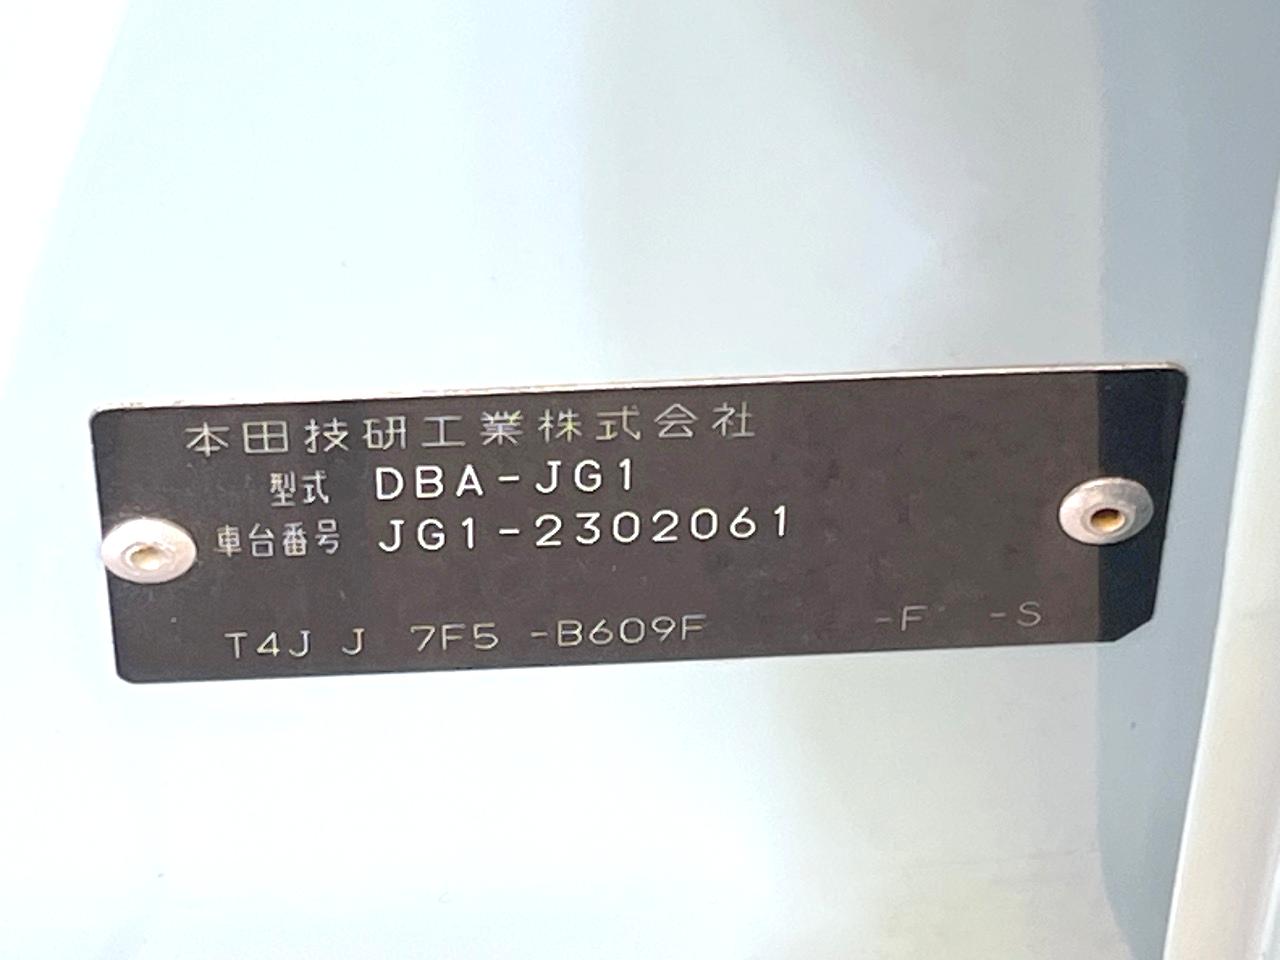 本田技研工業株式会社
型式 DBA-JG1
車台番号 JG1-2302061
T4J J 7F5 -B609F -F -S